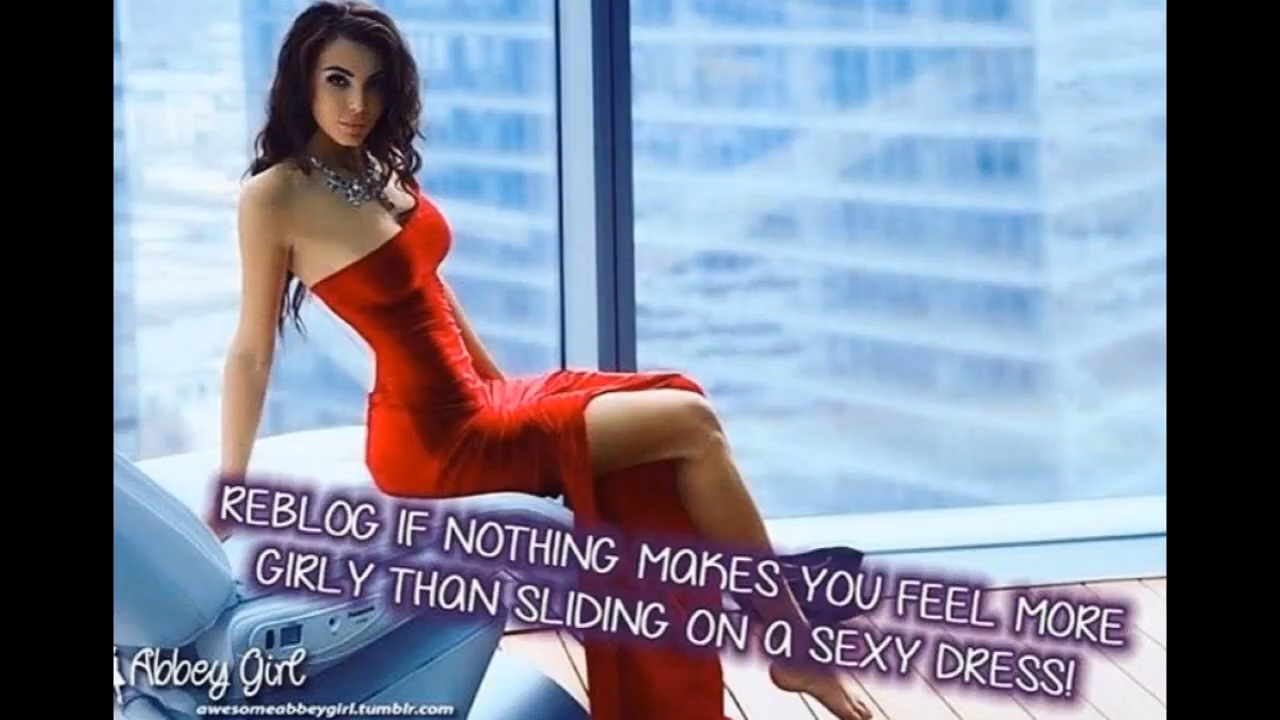 REBLOG IF NOTHING MAKES YOU FEEL MORE
GIRLY THAN SLIDING ON A SEXY DRESS!
Abbey Girl
awesomeabbeygirl.tumblr.com